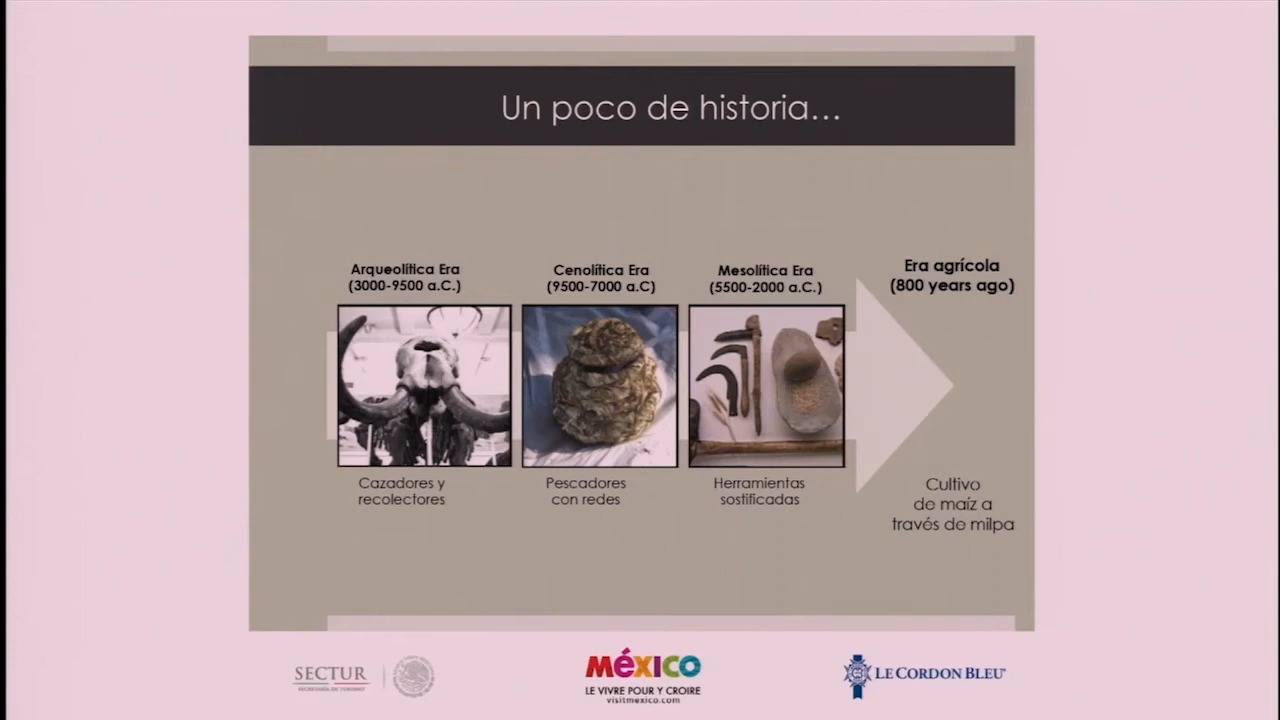 Un poco de historia...
Arqueolítica Era
(3000-9500 a.C.)
Cenolítica Era
(9500-7000 a.C)
Mesolítica Era
(5500-2000 a.C.)
Era agrícola
(800 years ago)
Cazadores y
recolectores
Pescadores
con redes
Herramientas
sostificadas
Cultivo
de maíz a
través de milpa
SECTUR
SECRETARÍA DE TURISMO
MéXICO
LE VIVRE POUR Y CROIRE
visitmexico.com
LE CORDON BLEU